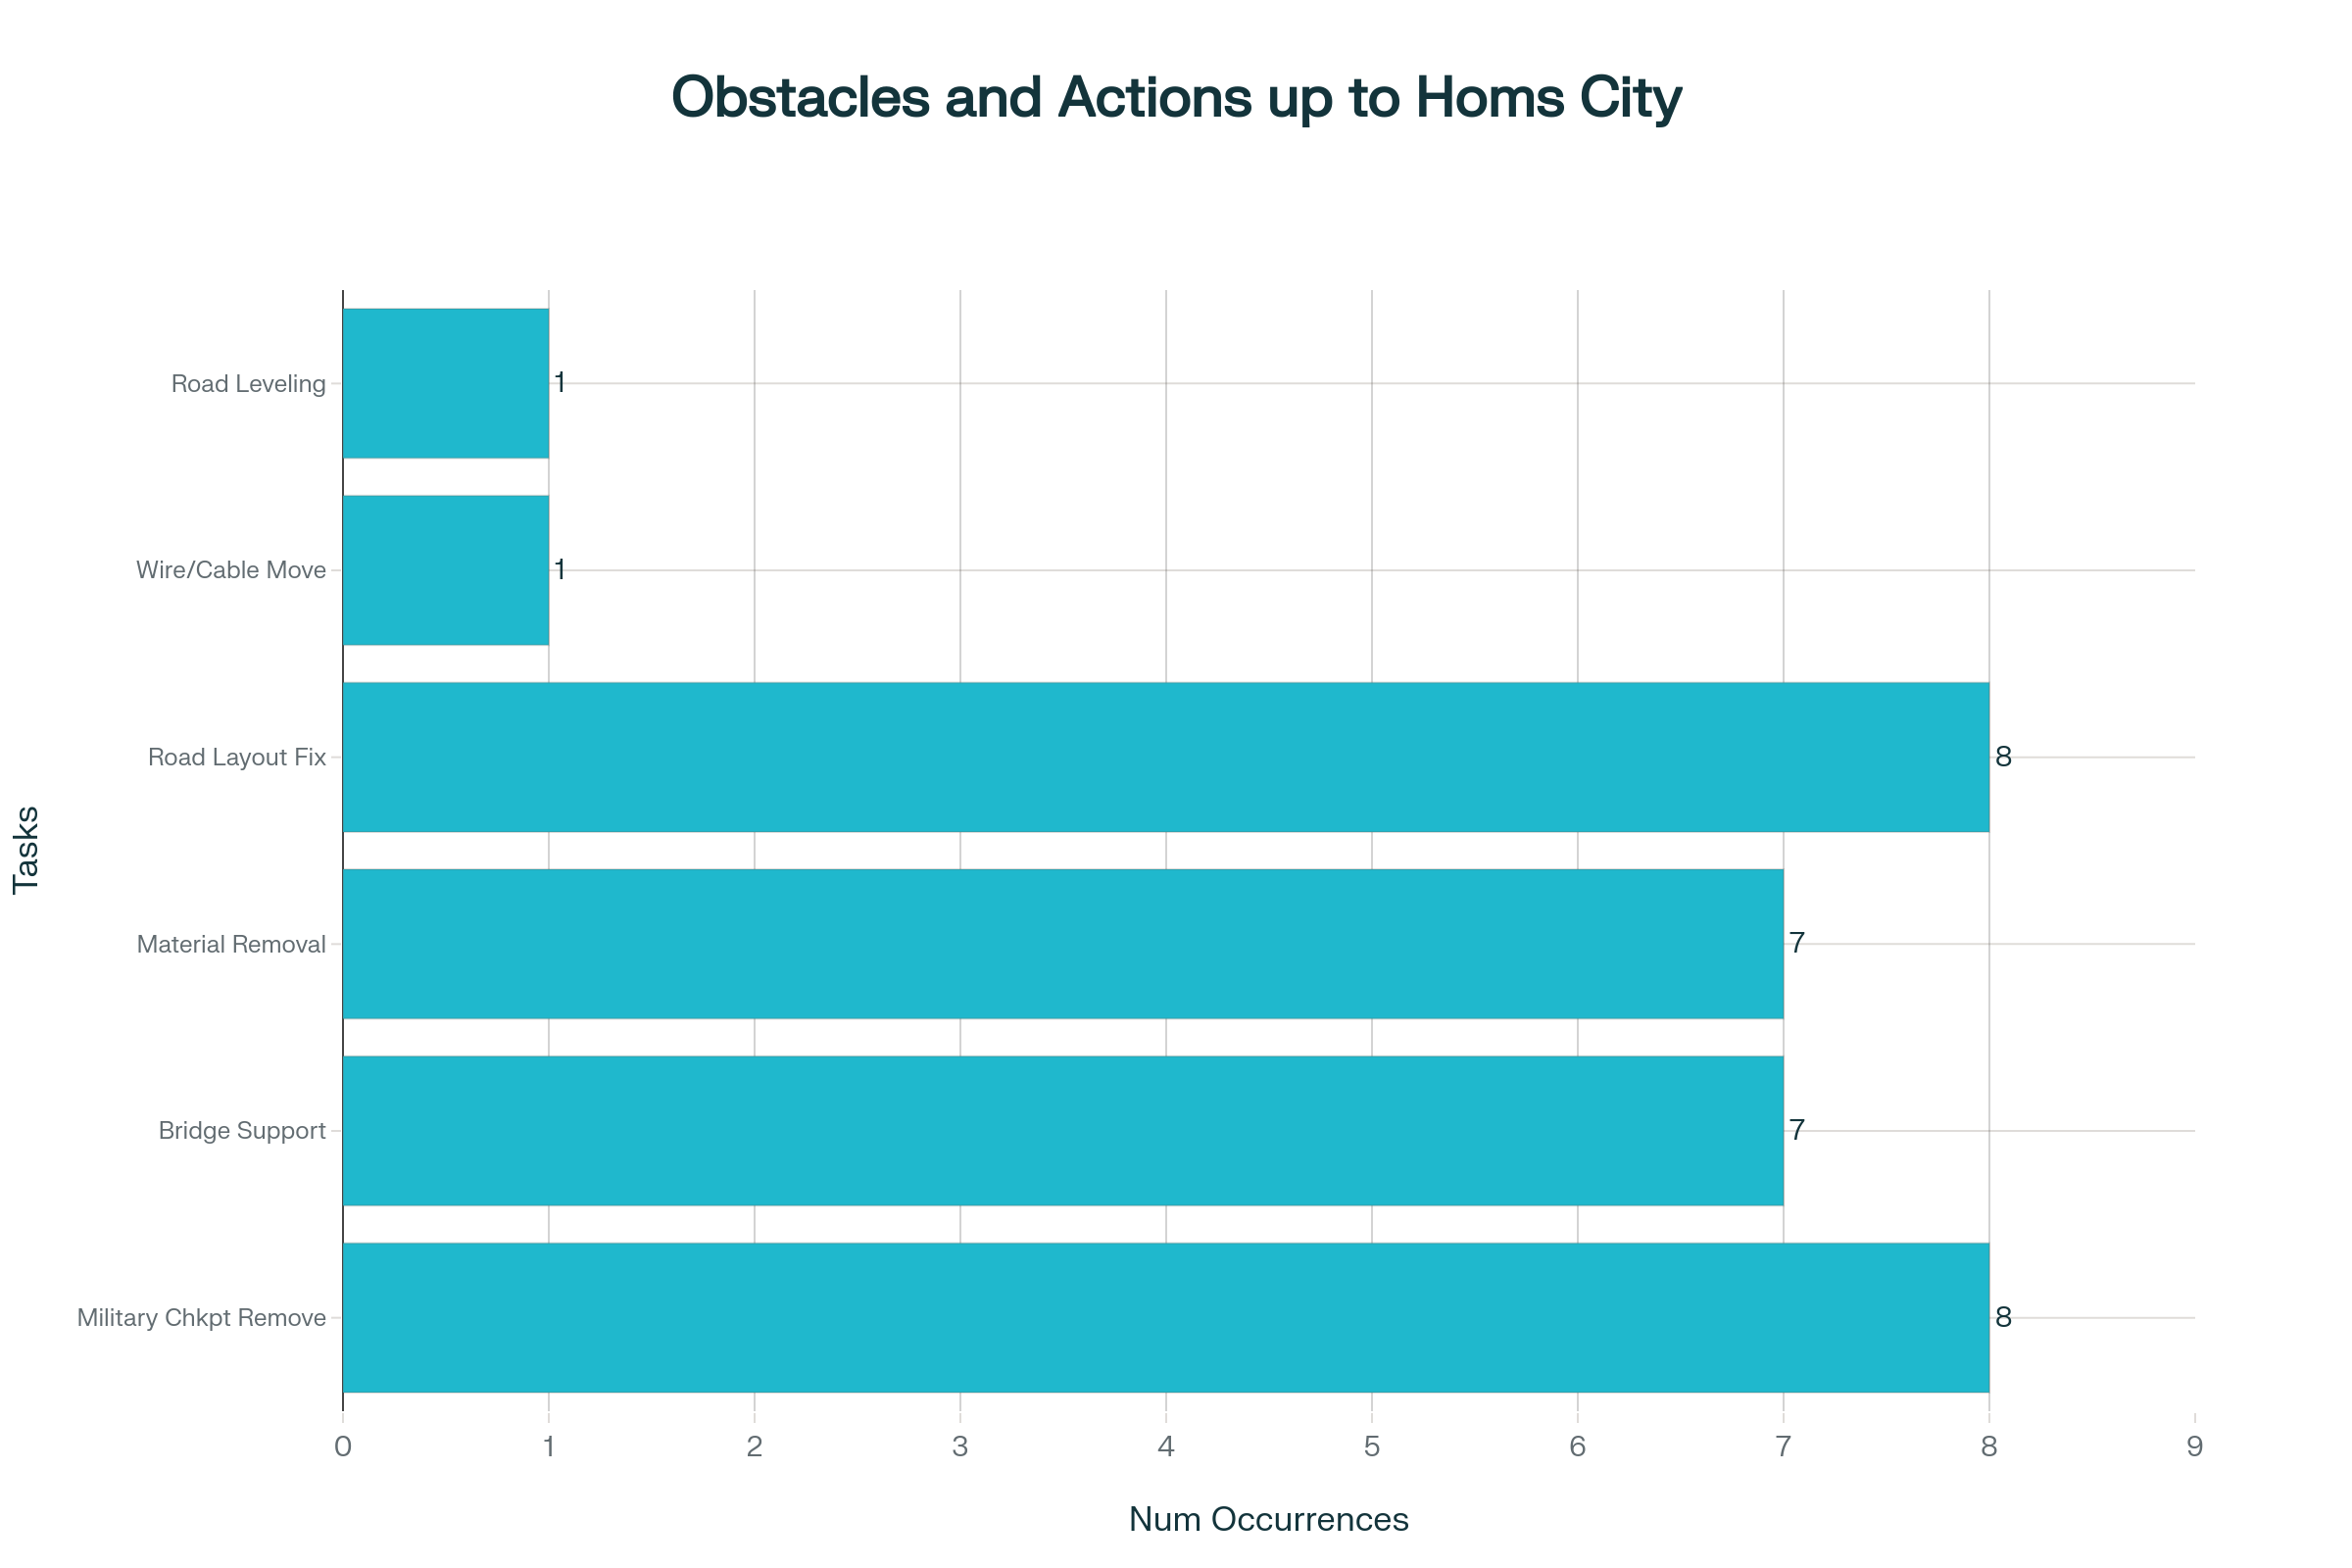 Obstacles and Actions up to Homs City
Road Leveling 1
Wire/Cable Move 1
Road Layout Fix 8
Material Removal 7
Bridge Support 7
Military Chkpt Remove 8
Tasks
0 1 2 3 4 5 6 7 8 9
Num Occurrences